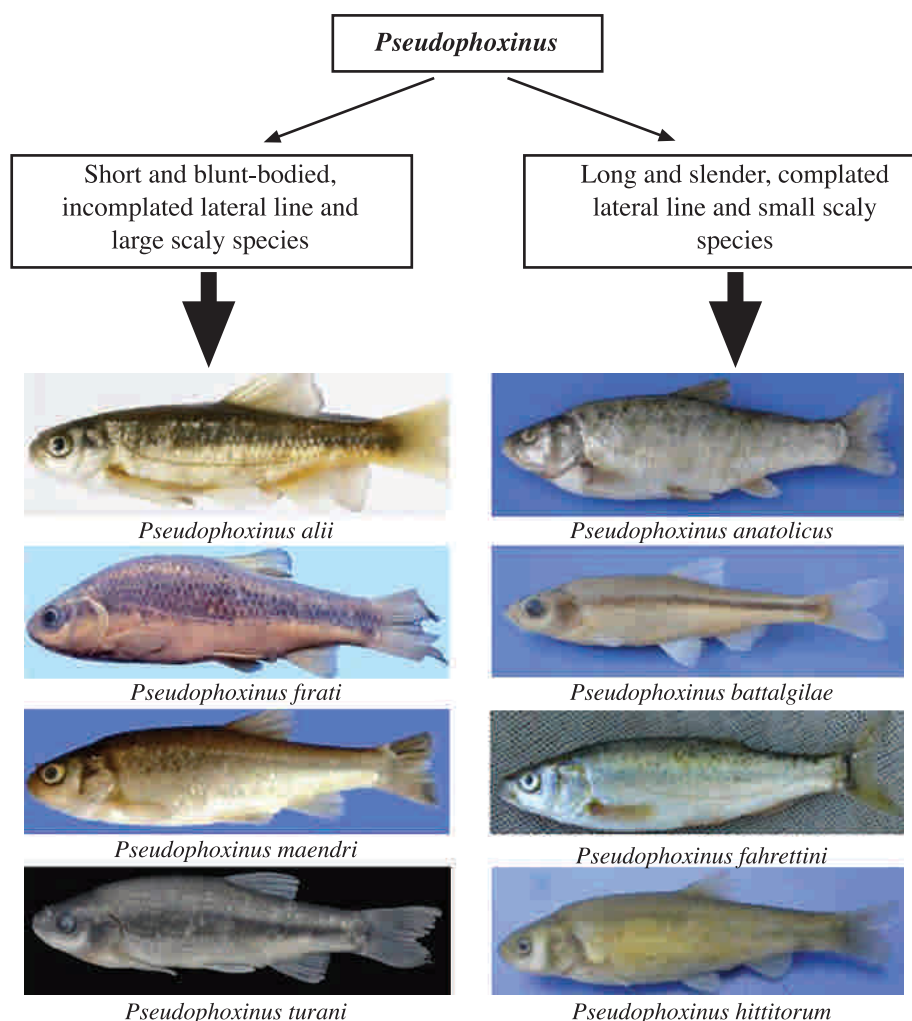 Pseudophoxinus
Short and blunt-bodied,
incomplated lateral line and
large scaly species
Long and slender, complated
lateral line and small scaly
species
Pseudophoxinus alii
Pseudophoxinus anatolicus
Pseudophoxinus firati
Pseudophoxinus battalgilae
Pseudophoxinus maendri
Pseudophoxinus fahrettini
Pseudophoxinus turani
Pseudophoxinus hittitorum